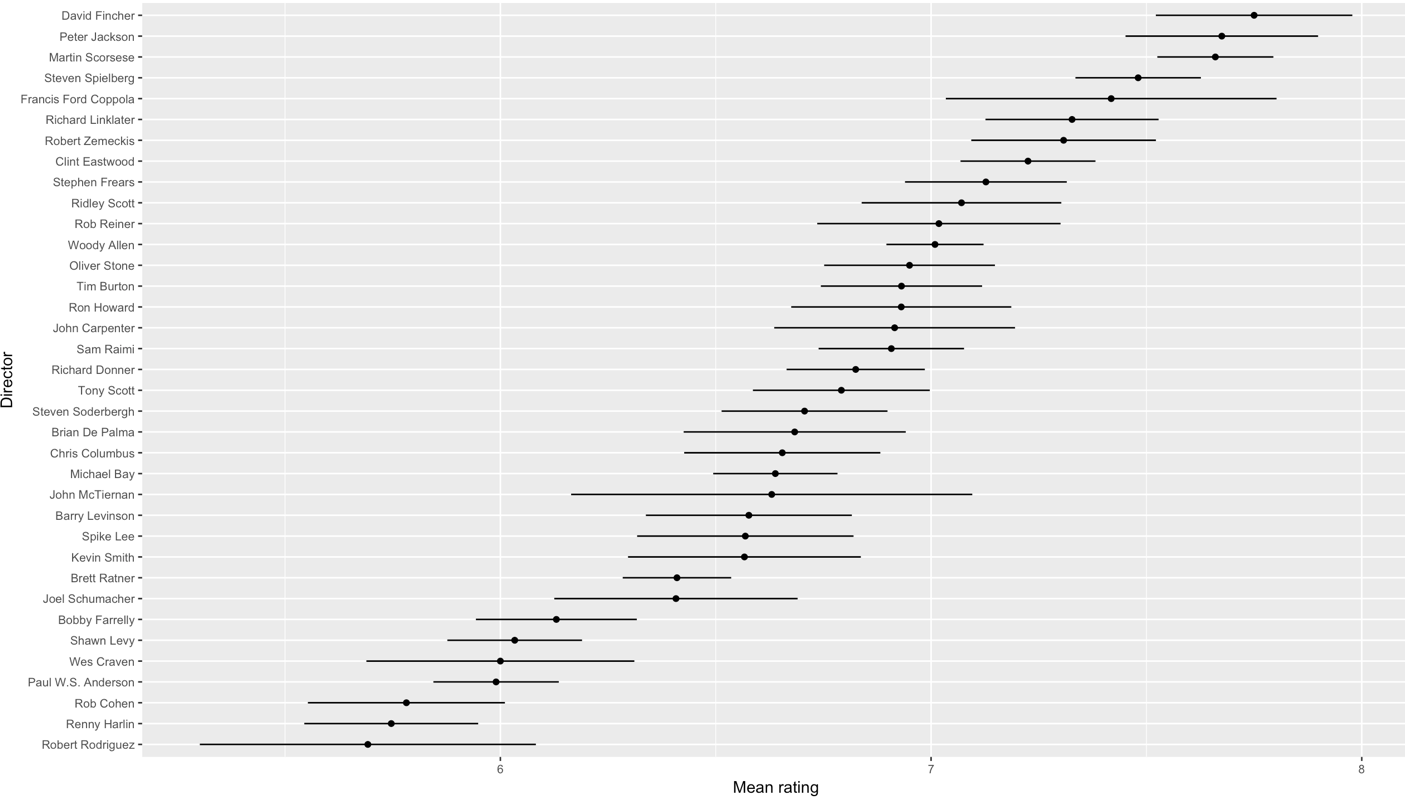 David Fincher
Peter Jackson
Martin Scorsese
Steven Spielberg
Francis Ford Coppola
Richard Linklater
Robert Zemeckis
Clint Eastwood
Stephen Frears
Ridley Scott
Rob Reiner
Woody Allen
Oliver Stone
Tim Burton
Ron Howard
John Carpenter
Sam Raimi
Richard Donner
Tony Scott
Steven Soderbergh
Brian De Palma
Chris Columbus
Michael Bay
John McTiernan
Barry Levinson
Spike Lee
Kevin Smith
Brett Ratner
Joel Schumacher
Bobby Farrelly
Shawn Levy
Wes Craven
Paul W.S. Anderson
Rob Cohen
Renny Harlin
Robert Rodriguez
Director
6 7 8
Mean rating